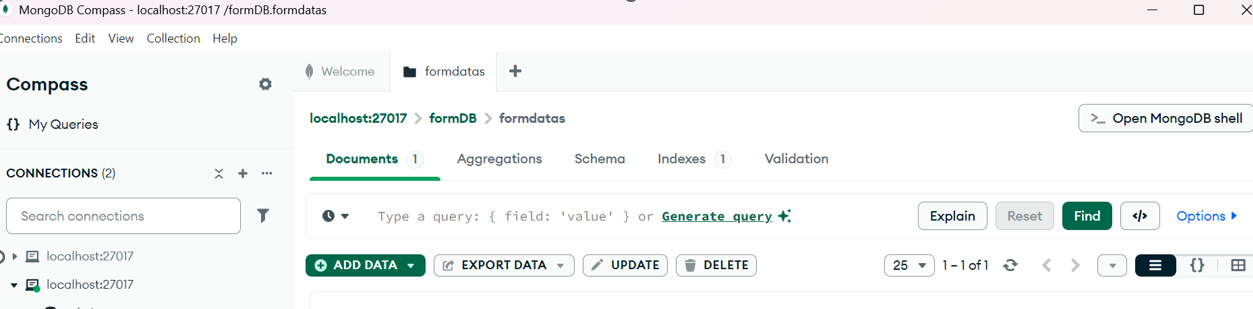 MongoDB Compass - localhost:27017 /formDB.formdatas
Connections Edit View Collection Help
Compass
Welcome
formdatas
{} My Queries
localhost:27017 > formDB > formdatas
>_ Open MongoDB shell
Documents 1 Aggregations Schema Indexes 1 Validation
CONNECTIONS (2)
Search connections
Type a query: { field: 'value' } or Generate query
Explain Reset Find </> Options
localhost:27017
localhost:27017
ADD DATA EXPORT DATA UPDATE DELETE
25 1 – 1 of 1 {}